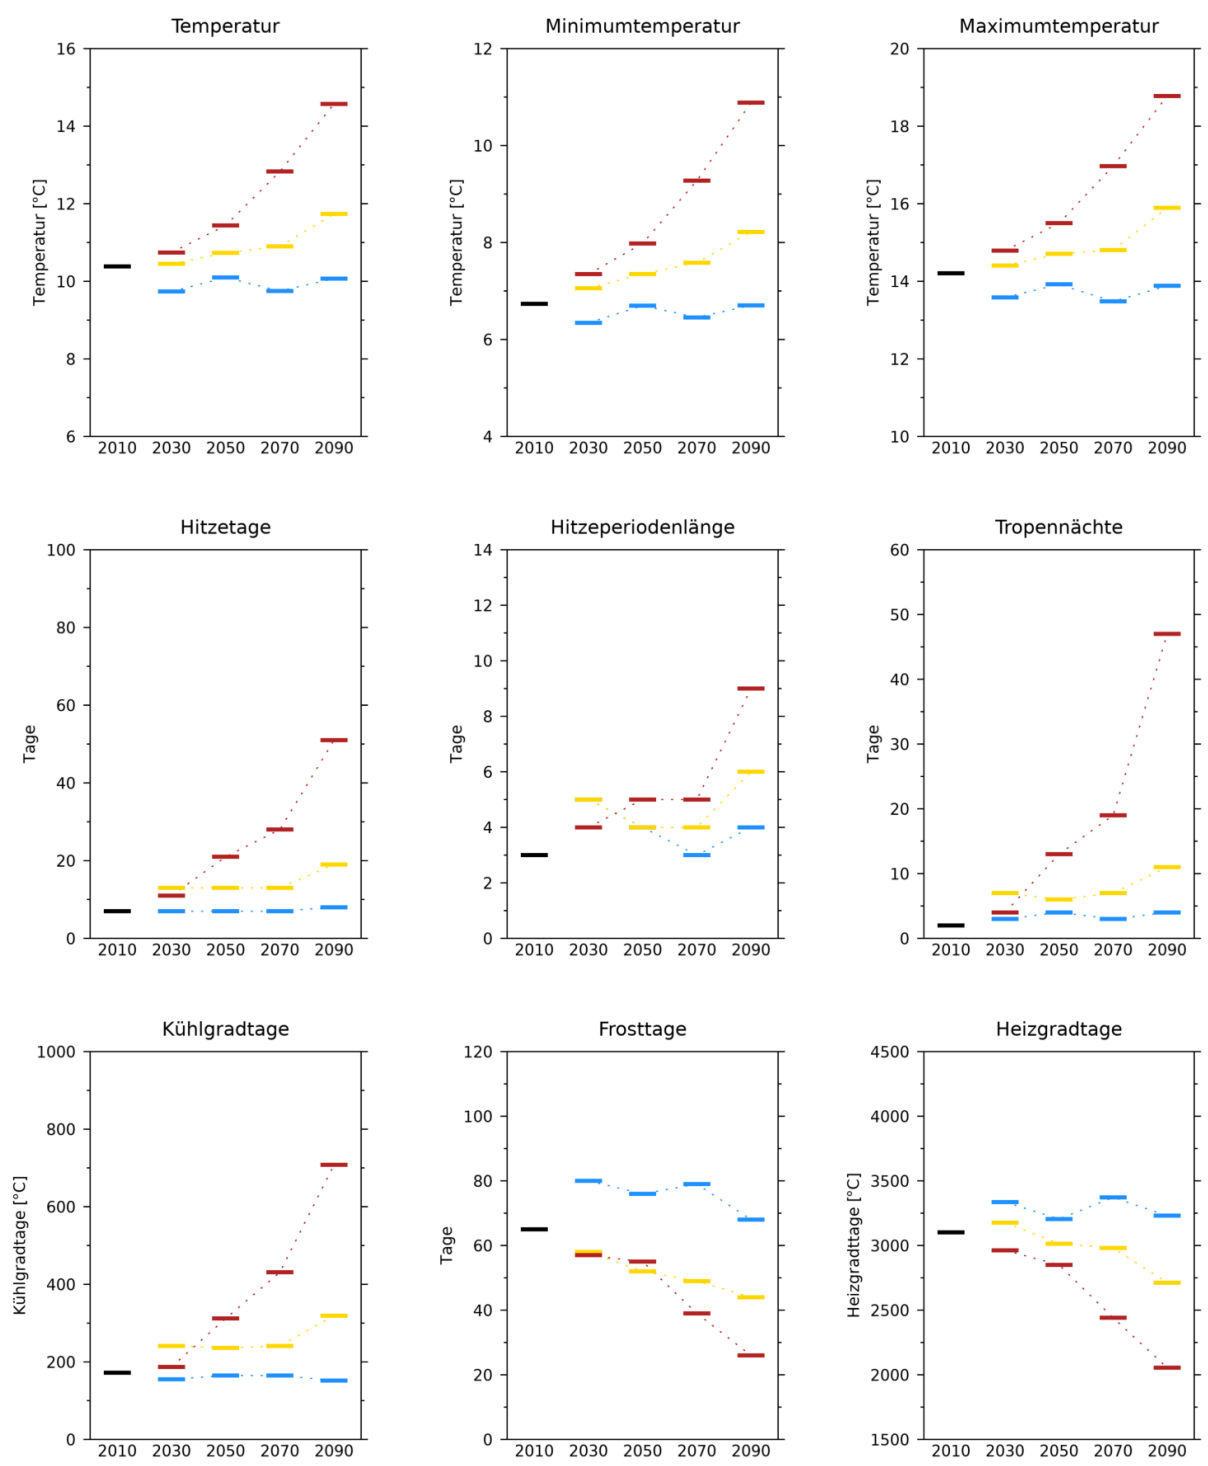 Temperatur
Temperatur [°C]
16
14
12
10
8
6
2010 2030 2050 2070 2090
Minimumtemperatur
Temperatur [°C]
12
10
8
6
4
2010 2030 2050 2070 2090
Maximumtemperatur
Temperatur [°C]
20
18
16
14
12
10
2010 2030 2050 2070 2090
Hitzetage
Tage
100
80
60
40
20
0
2010 2030 2050 2070 2090
Hitzeperiodenlänge
Tage
14
12
10
8
6
4
2
0
2010 2030 2050 2070 2090
Tropennächte
Tage
60
50
40
30
20
10
0
2010 2030 2050 2070 2090
Kühlgradtage
Kühlgradtage [°C]
1000
800
600
400
200
0
2010 2030 2050 2070 2090
Frosttage
Tage
120
100
80
60
40
20
0
2010 2030 2050 2070 2090
Heizgradtage
Heizgradttage [°C]
4500
4000
3500
3000
2500
2000
1500
2010 2030 2050 2070 2090